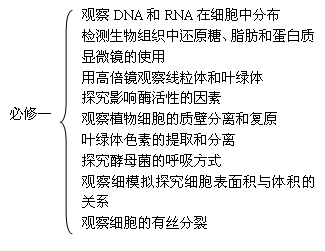 必修一
观察 DNA 和 RNA 在细胞中分布
检测生物组织中还原糖、脂肪和蛋白质
显微镜的使用
用高倍镜观察线粒体和叶绿体
探究影响酶活性的因素
观察植物细胞的质壁分离和复原
叶绿体色素的提取和分离
探究酵母菌的呼吸方式
观察细模拟探究细胞表面积与体积的
关系
观察细胞的有丝分裂